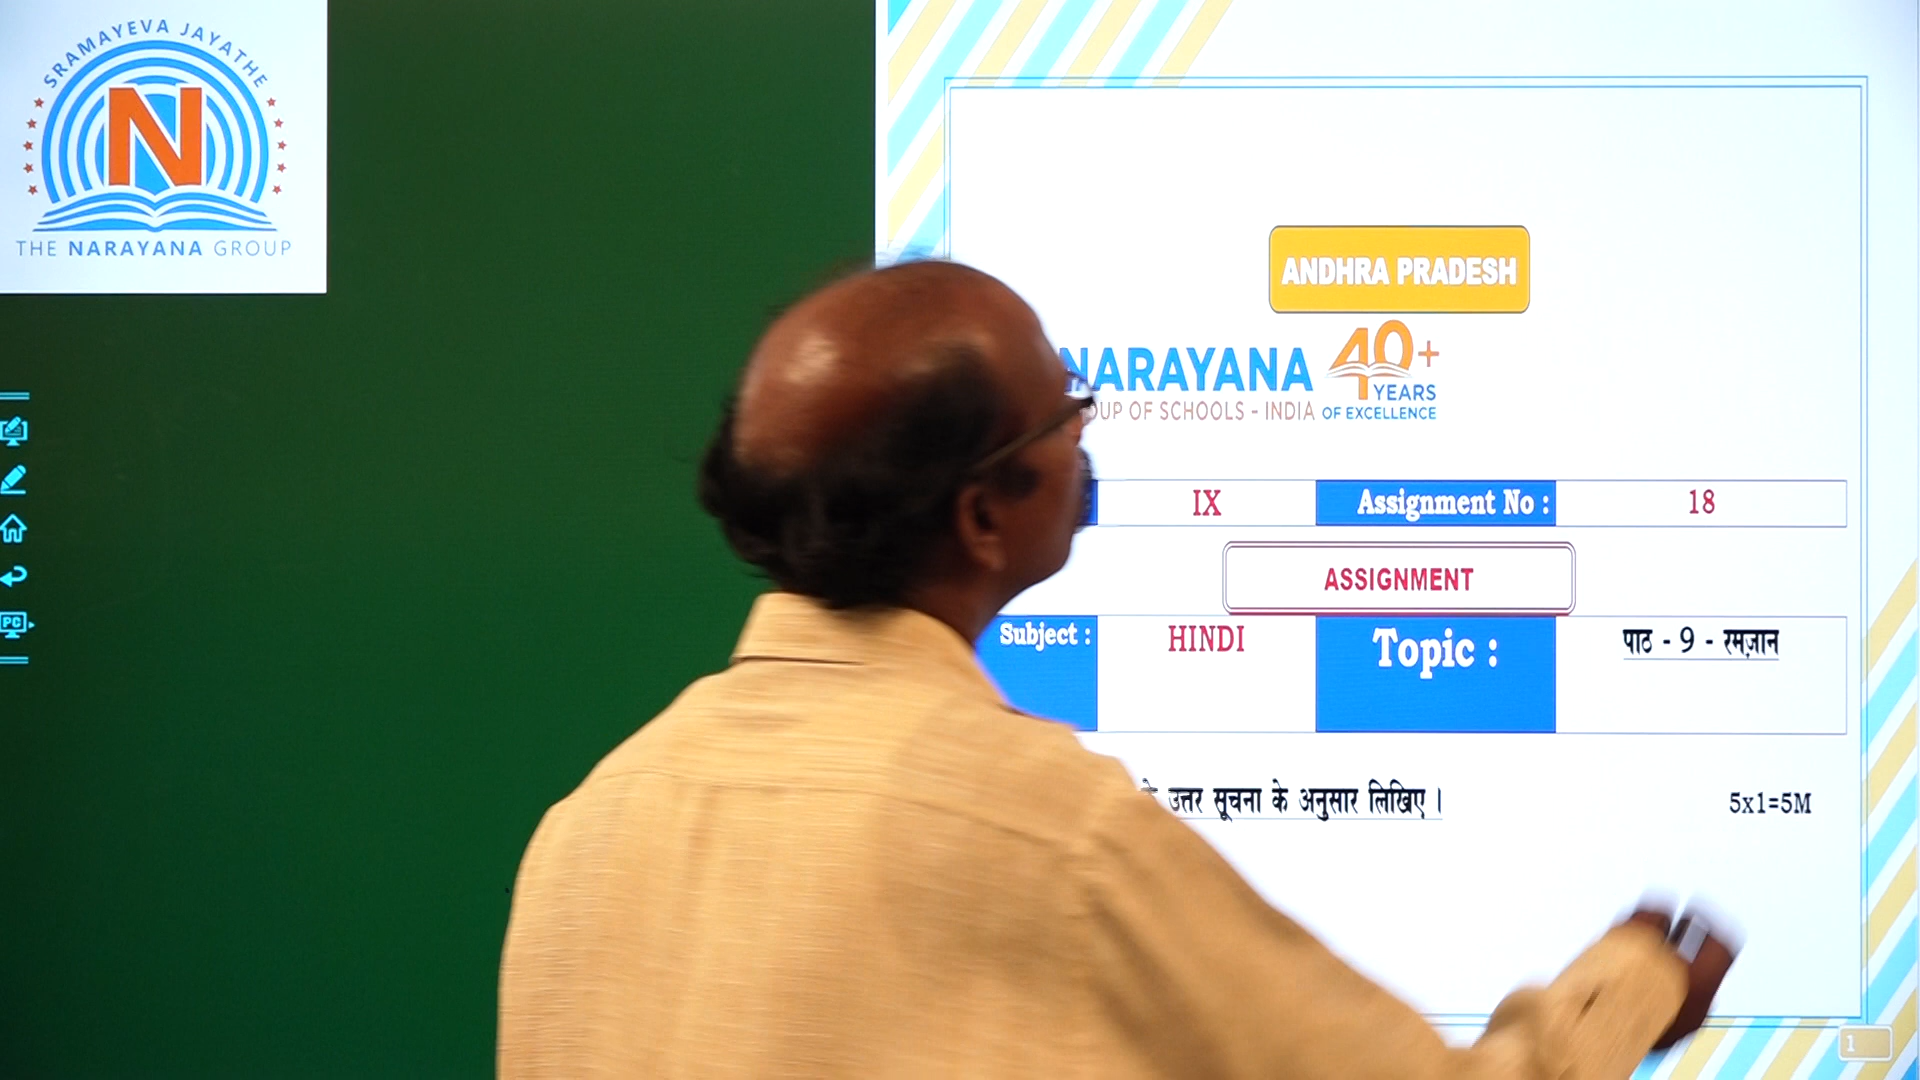 SRAMAYEVA JAYATHE
N
THE NARAYANA GROUP
PC
ANDHRA PRADESH
NARAYANA
40+
YEARS
OF SCHOOLS - INDIA OF EXCELLENCE
IX Assignment No : 18
ASSIGNMENT
Subject : HINDI Topic : पाठ - 9 - रमज़ान
उत्तर सूचना के अनुसार लिखिए । 5x1=5M
1